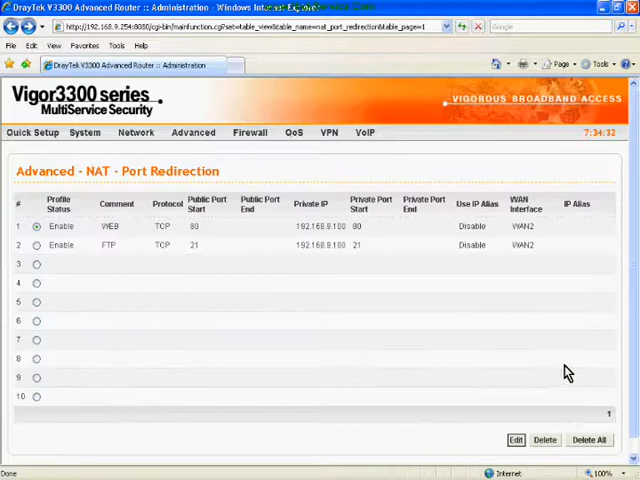 DrayTek V3300 Advanced Router :: Administration - Windows Internet Explorer
http://192.168.9.254:8080/cgi-bin/mainfunction.cgi?set=table_view&table_name=nat_port_redirection&table_page=1
Google
File Edit View Favorites Tools Help
DrayTek V3300 Advanced Router :: Administration
Page Tools
Vigor3300 series
MultiService Security
VIGOROUS BROADBAND ACCESS
Quick Setup System Network Advanced Firewall QoS VPN VoIP 7:34:32
Advanced - NAT - Port Redirection
# Profile Status Comment Protocol Public Port Start Public Port End Private IP Private Port Start Private Port End Use IP Alias WAN Interface IP Alias
1 Enable WEB TCP 80 192.168.9.100 80 Disable WAN2
2 Enable FTP TCP 21 192.168.9.100 21 Disable WAN2
3
4
5
6
7
8
9
10
1
Edit Delete Delete All
Done Internet 100%